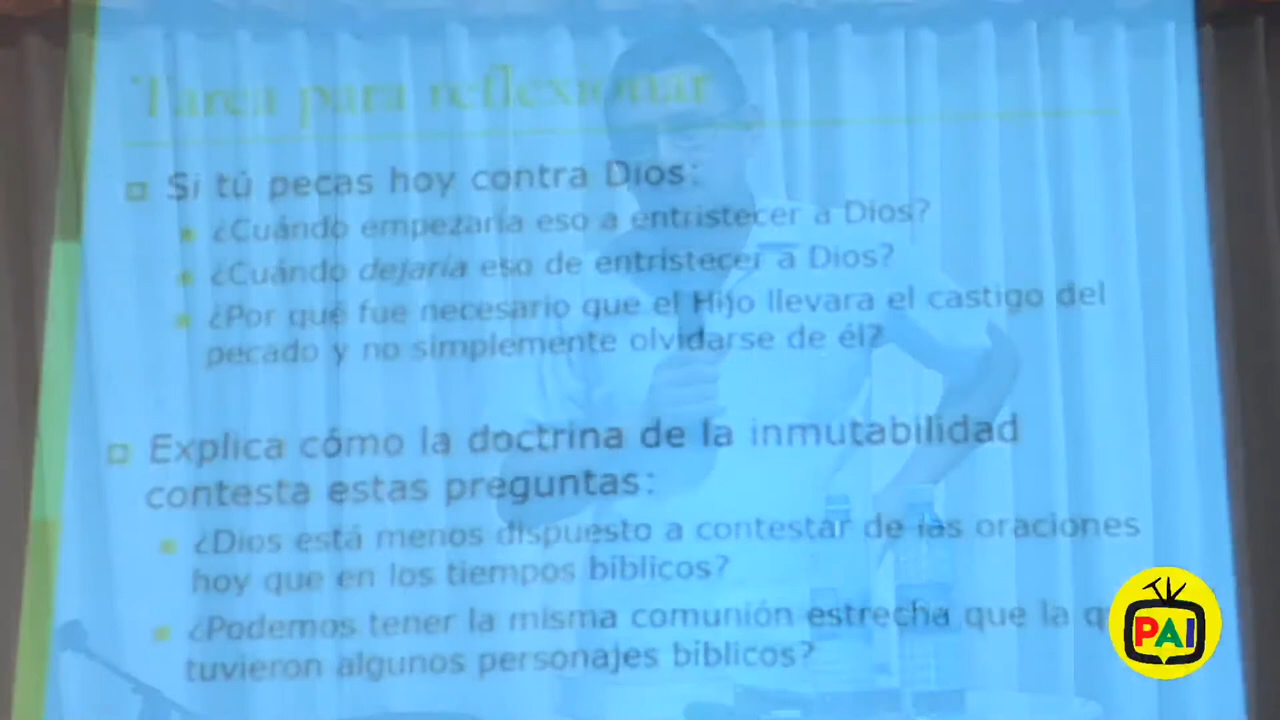 Tarea para reflexionar
Si tú pecas hoy contra Dios:
¿Cuándo empezaría eso a entristecer a Dios?
¿Cuándo dejaría eso de entristecer a Dios?
¿Por qué fue necesario que el Hijo llevara el castigo del
pecado y no simplemente olvidarse de él?
Explica cómo la doctrina de la inmutabilidad
contesta estas preguntas:
¿Dios está menos dispuesto a contestar de las oraciones
hoy que en los tiempos bíblicos?
¿Podemos tener la misma comunión estrecha que la
tuvieron algunos personajes bíblicos?
PAI